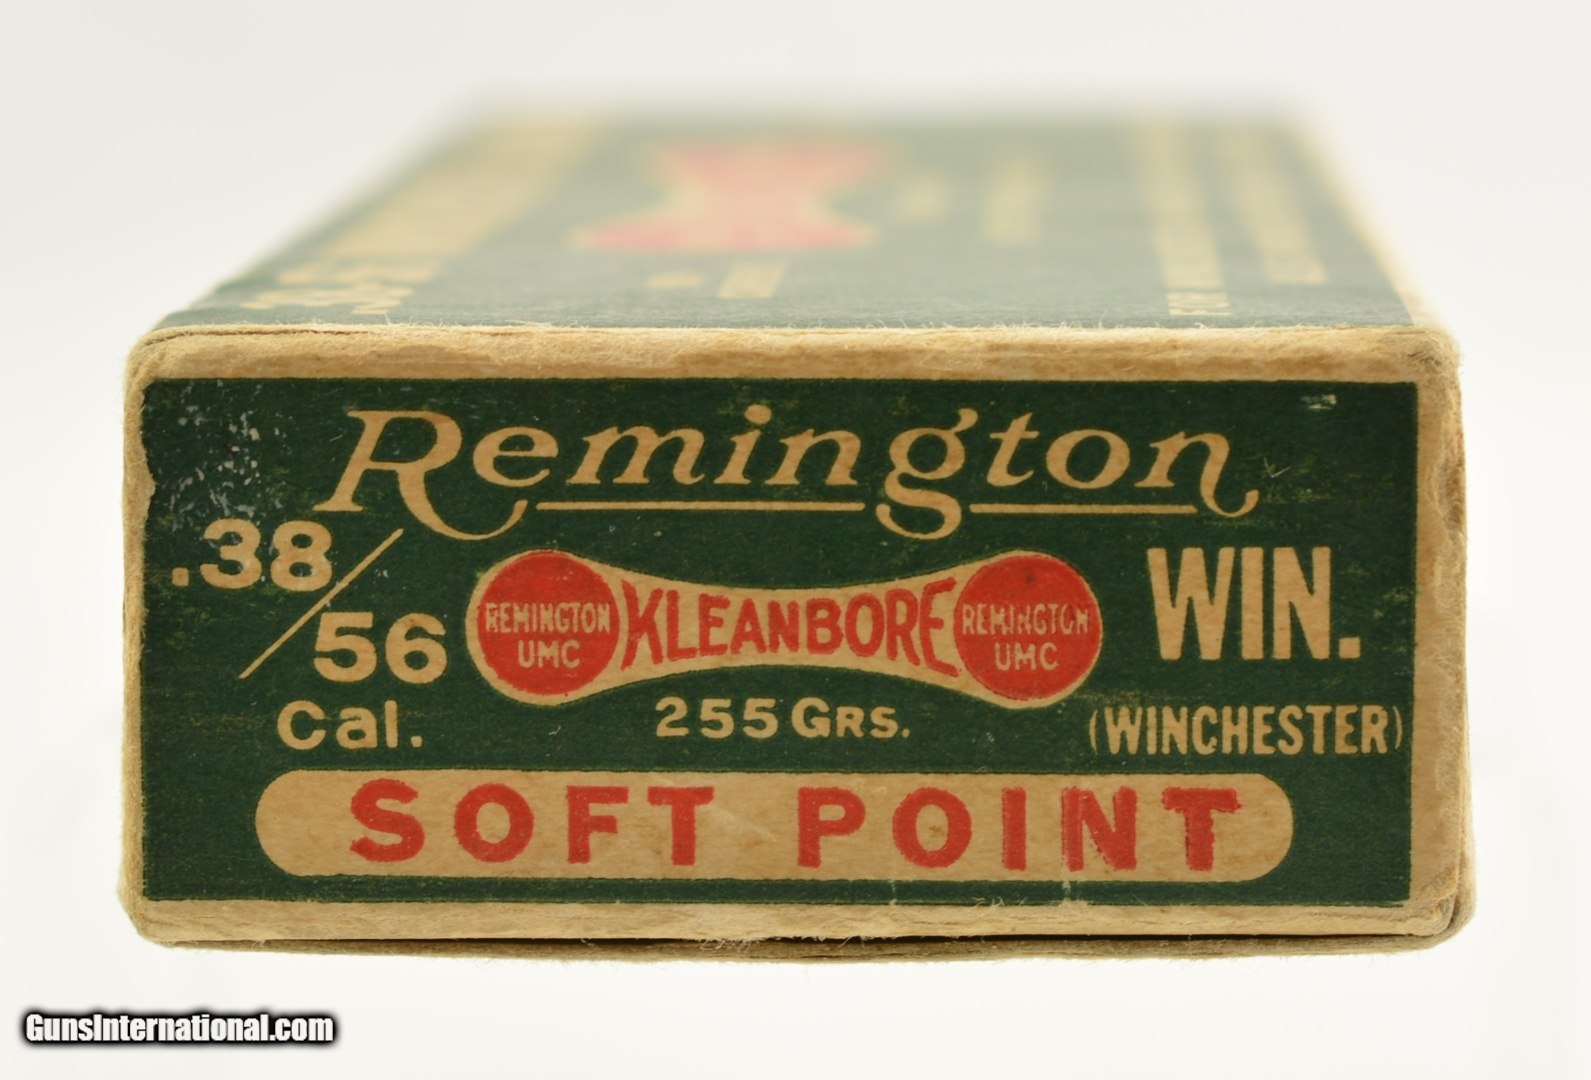 Remington
.38/56 Cal.
REMINGTON UMC
KLEANBORE
REMINGTON UMC
WIN.
255 GRS.
(WINCHESTER)
SOFT POINT
GunsInternational.com